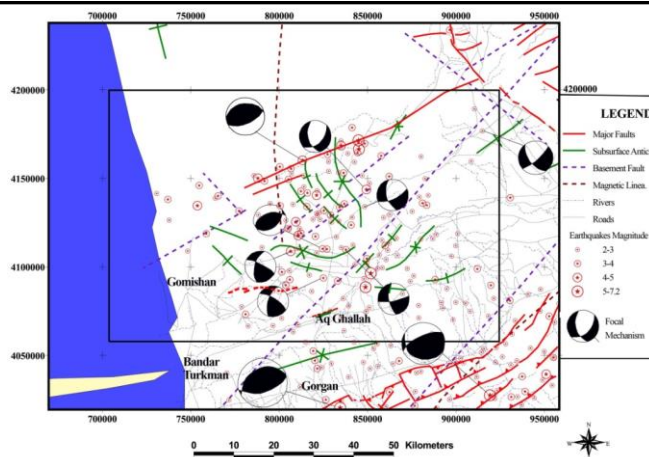 700000 750000 800000 850000 900000 950000
4200000
4200000
LEGEND
Major Faults
Subsurface Antic
Basement Fault
Magnetic Linea.
Rivers
Roads
Earthquakes Magnitude
2-3
3-4
4-5
5-7.2
Focal
Mechanism
4150000
4100000
4050000
Gomishan
Aq Ghallah
Bandar
Turkman
Gorgan
700000 750000 800000 850000 900000 950000
0 10 20 30 40 50 Kilometers
N
W E
S